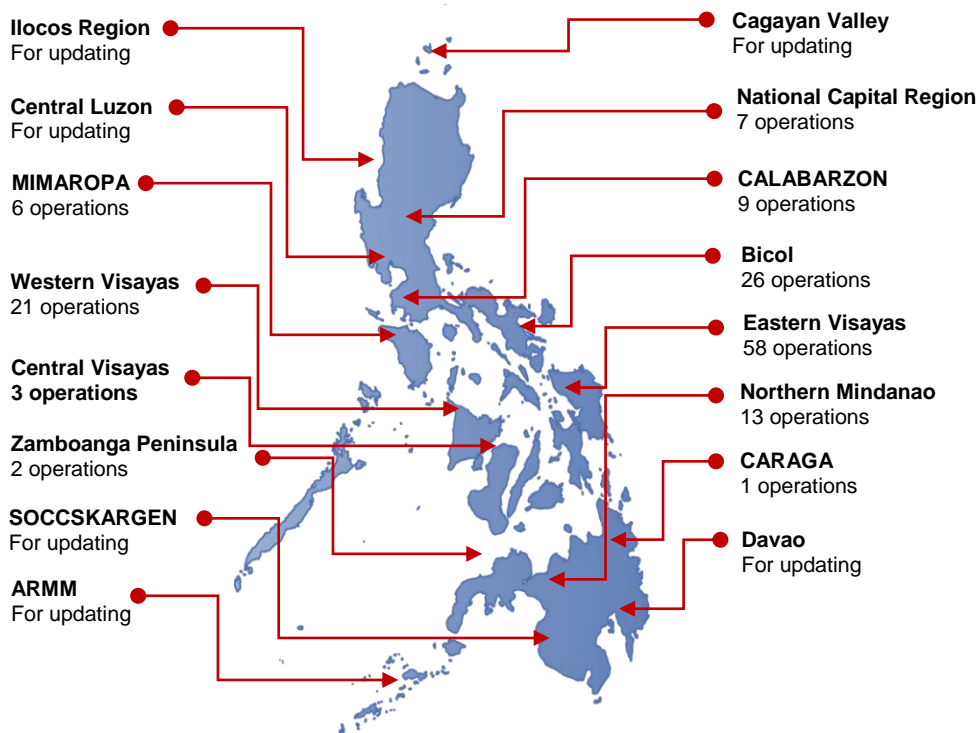 Ilocos Region
For updating
Central Luzon
For updating
MIMAROPA
6 operations
Western Visayas
21 operations
Central Visayas
3 operations
Zamboanga Peninsula
2 operations
SOCCSKARGEN
For updating
ARMM
For updating
Cagayan Valley
For updating
National Capital Region
7 operations
CALABARZON
9 operations
Bicol
26 operations
Eastern Visayas
58 operations
Northern Mindanao
13 operations
CARAGA
1 operations
Davao
For updating